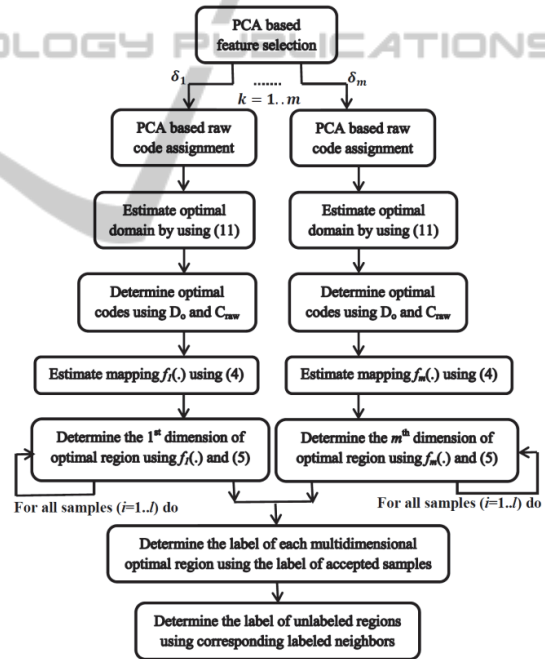 PCA based
feature selection
OLOGY PUBLICATIONS
δ₁ ....... δₘ
k = 1..m
PCA based raw
code assignment
PCA based raw
code assignment
Estimate optimal
domain by using (11)
Estimate optimal
domain by using (11)
Determine optimal
codes using Dₒ and Cᵣₐw
Determine optimal
codes using Dₒ and Cᵣₐw
Estimate mapping f₁(.) using (4)
Estimate mapping fₘ(.) using (4)
Determine the 1ˢᵗ dimension of
optimal region using f₁(.) and (5)
Determine the mᵗʰ dimension of
optimal region using fₘ(.) and (5)
For all samples (i=1..l) do
For all samples (i=1..l) do
Determine the label of each multidimensional
optimal region using the label of accepted samples
Determine the label of unlabeled regions
using corresponding labeled neighbors